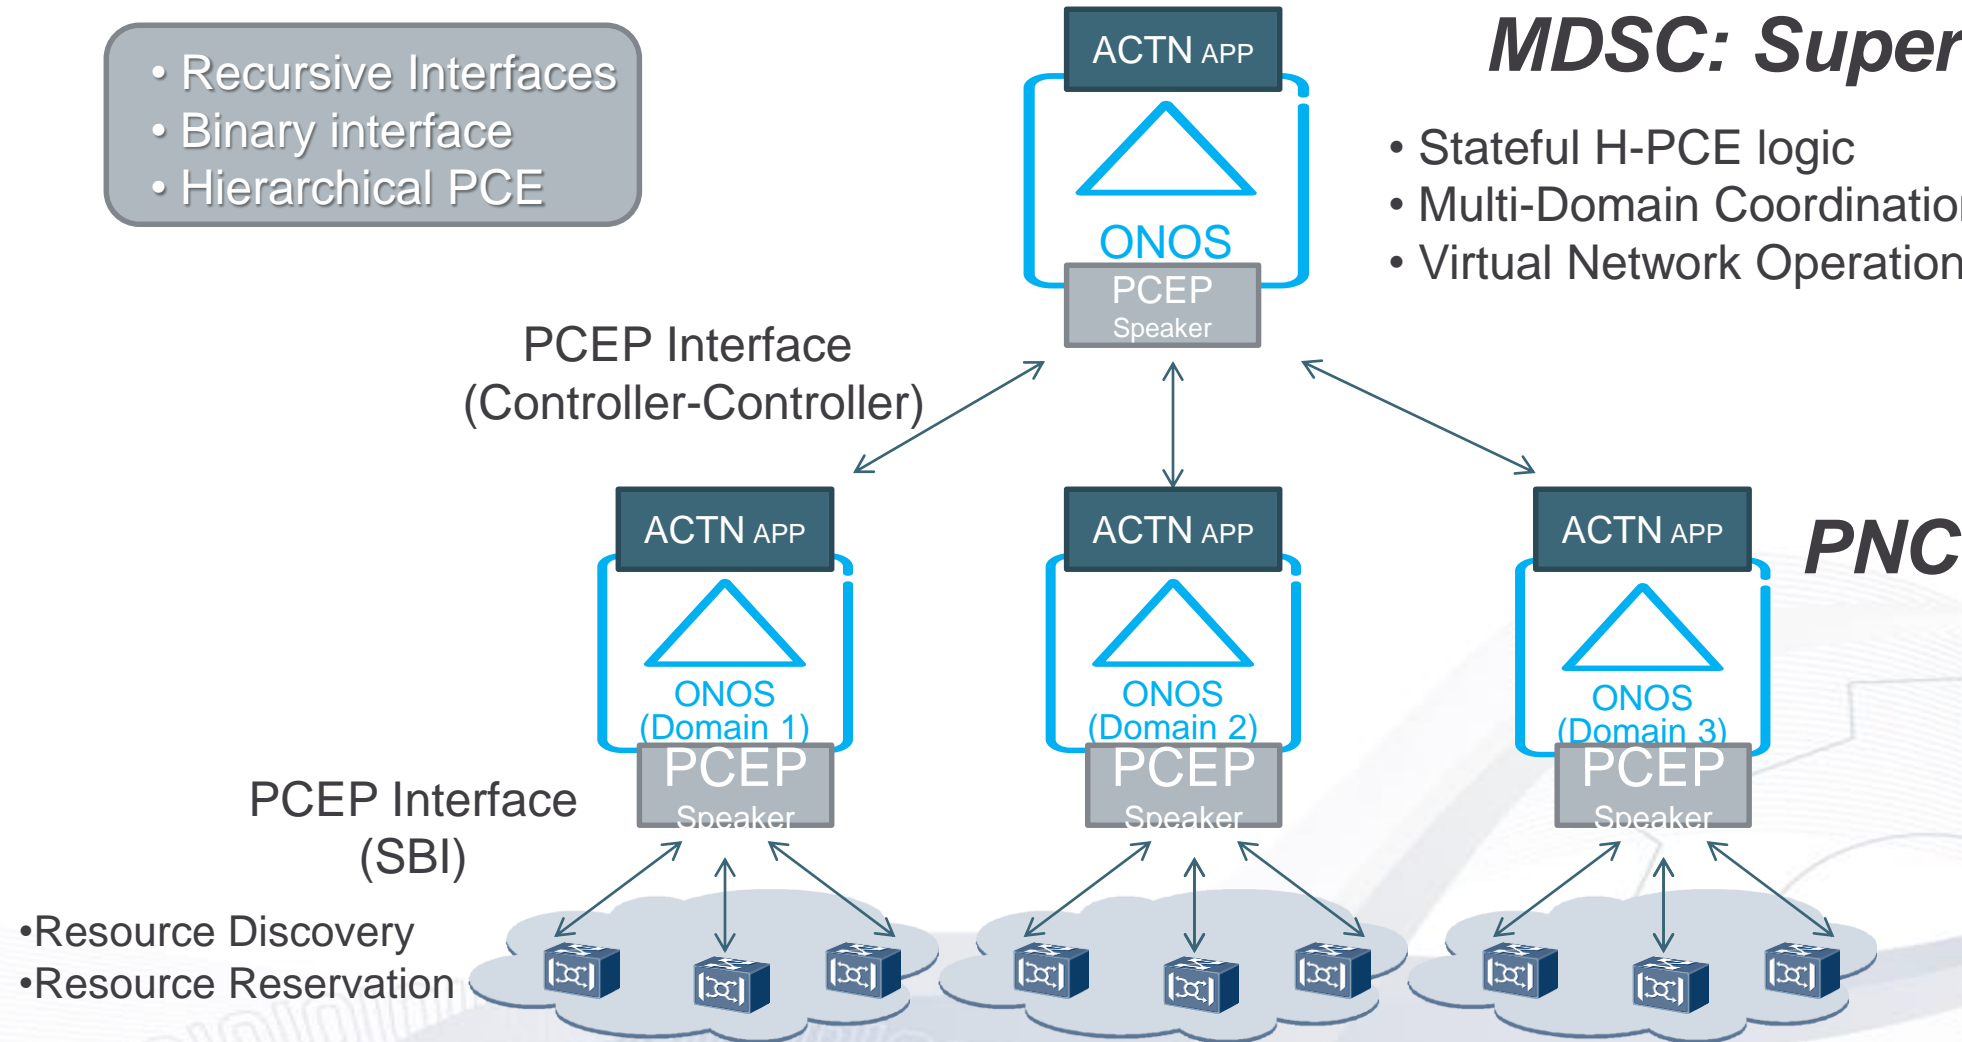 • Recursive Interfaces
• Binary interface
• Hierarchical PCE
ACTN APP
ONOS
PCEP
Speaker
MDSC: Super
• Stateful H-PCE logic
• Multi-Domain Coordination
• Virtual Network Operation
PCEP Interface
(Controller-Controller)
ACTN APP
ONOS
(Domain 1)
PCEP
Speaker
ACTN APP
ONOS
(Domain 2)
PCEP
Speaker
ACTN APP
ONOS
(Domain 3)
PCEP
Speaker
PNC
PCEP Interface
(SBI)
•Resource Discovery
•Resource Reservation